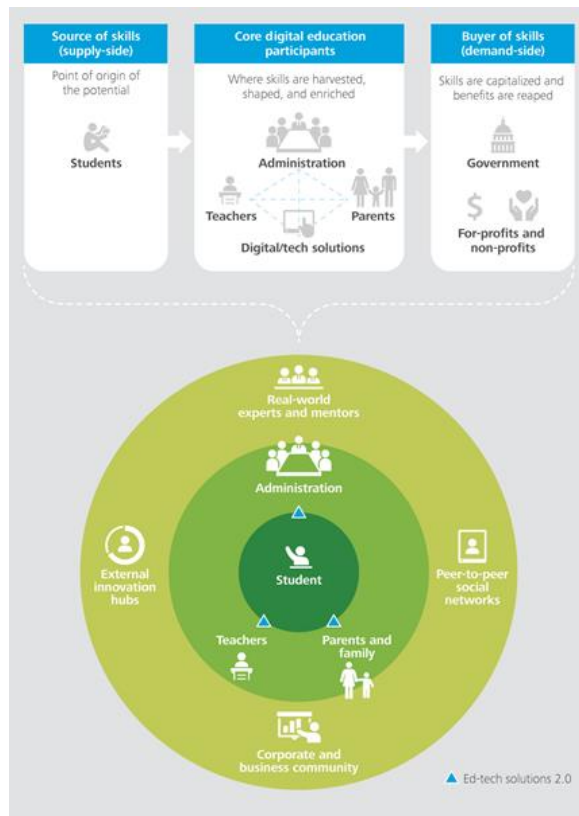 Source of skills
(supply-side)
Point of origin of
the potential
Students
Core digital education
participants
Where skills are harvested,
shaped, and enriched
Administration
Teachers
Parents
Digital/tech solutions
Buyer of skills
(demand-side)
Skills are capitalized and
benefits are reaped
Government
$
For-profits and
non-profits
Real-world
experts and mentors
Administration
External
innovation
hubs
Student
Peer-to-peer
social
networks
Teachers
Parents and
family
Corporate and
business community
Ed-tech solutions 2.0